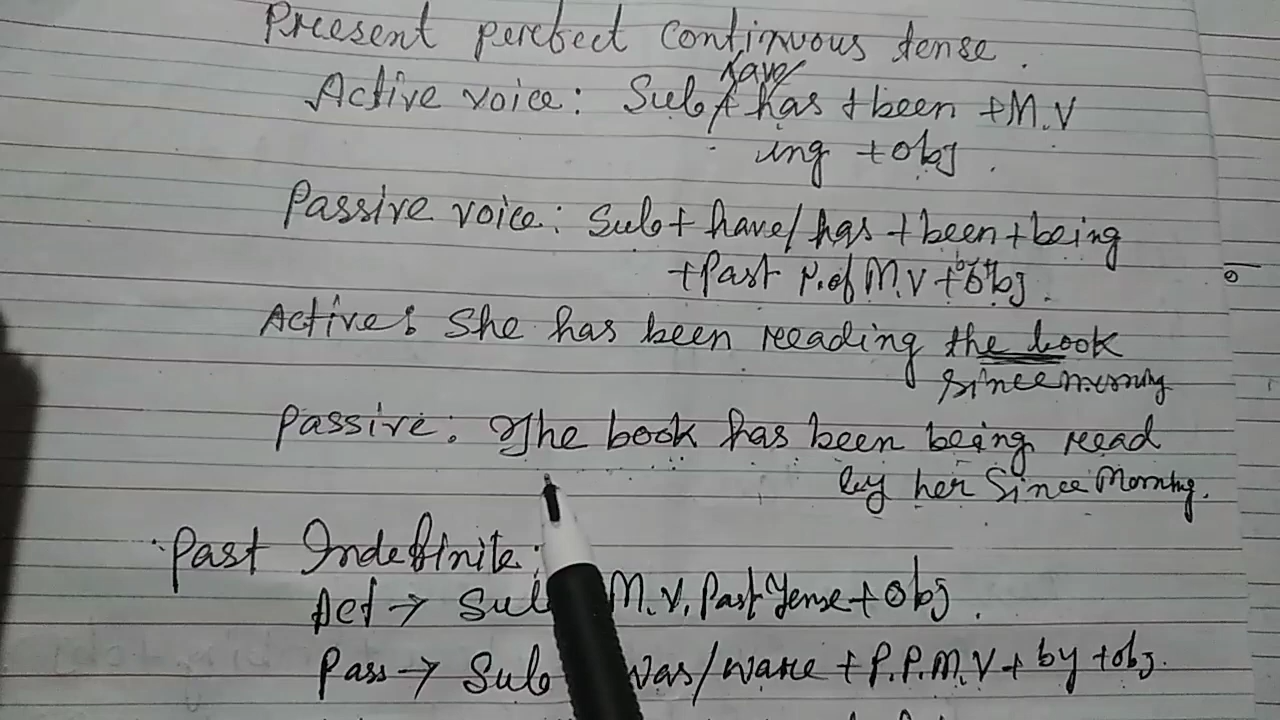 Present perfect continuous tense.
have/
Active voice: Sub + has + been + M.V
ing + obj.
Passive voice: Sub + have/has + been + being
+ Past P. of M.V + by + obj.
Active: She has been reading the book
since morning
Passive: The book has been being read
by her Since Morning.
Past Indefinite:
Act → Sub M.V. Past Tense + obj.
Pass → Sub Was/ware + P.P.M.V + by + obj.